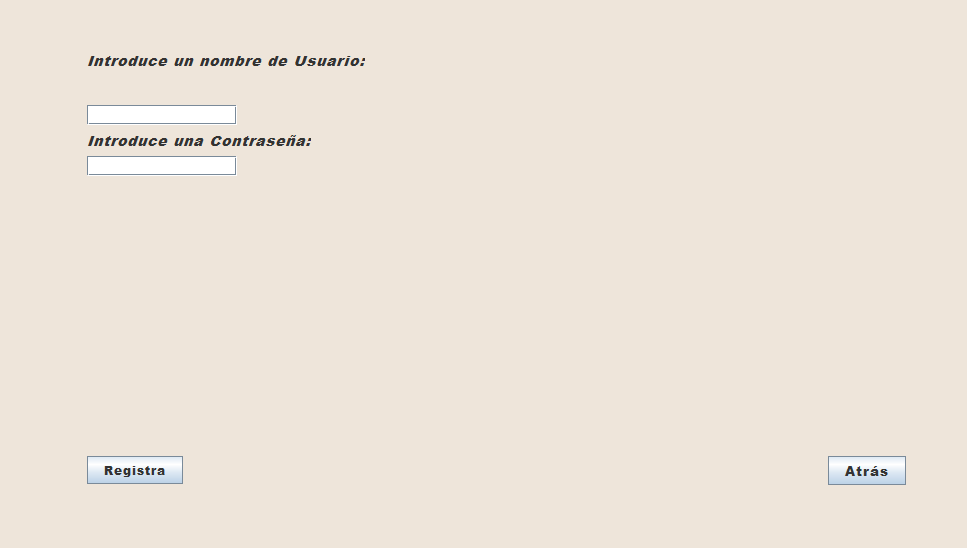 Introduce un nombre de Usuario:
Introduce una Contraseña:
Registra
Atrás